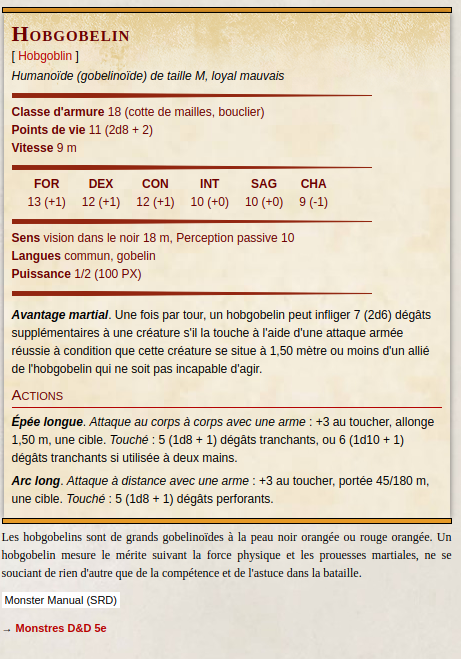 HOBGOBELIN
[ Hobgoblin ]
Humanoïde (gobelinoïde) de taille M, loyal mauvais
Classe d'armure 18 (cotte de mailles, bouclier)
Points de vie 11 (2d8 + 2)
Vitesse 9 m
FOR DEX CON INT SAG CHA
13 (+1) 12 (+1) 12 (+1) 10 (+0) 10 (+0) 9 (-1)
Sens vision dans le noir 18 m, Perception passive 10
Langues commun, gobelin
Puissance 1/2 (100 PX)
Avantage martial. Une fois par tour, un hobgobelin peut infliger 7 (2d6) dégâts
supplémentaires à une créature s'il la touche à l'aide d'une attaque armée
réussie à condition que cette créature se situe à 1,50 mètre ou moins d'un allié
de l'hobgobelin qui ne soit pas incapable d'agir.
ACTIONS
Épée longue. Attaque au corps à corps avec une arme : +3 au toucher, allonge
1,50 m, une cible. Touché : 5 (1d8 + 1) dégâts tranchants, ou 6 (1d10 + 1)
dégâts tranchants si utilisée à deux mains.
Arc long. Attaque à distance avec une arme : +3 au toucher, portée 45/180 m,
une cible. Touché : 5 (1d8 + 1) dégâts perforants.
Les hobgobelins sont de grands gobelinoïdes à la peau noir orangée ou rouge orangée. Un
hobgobelin mesure le mérite suivant la force physique et les prouesses martiales, ne se
souciant de rien d'autre que de la compétence et de l'astuce dans la bataille.
Monster Manual (SRD)
→ Monstres D&D 5e